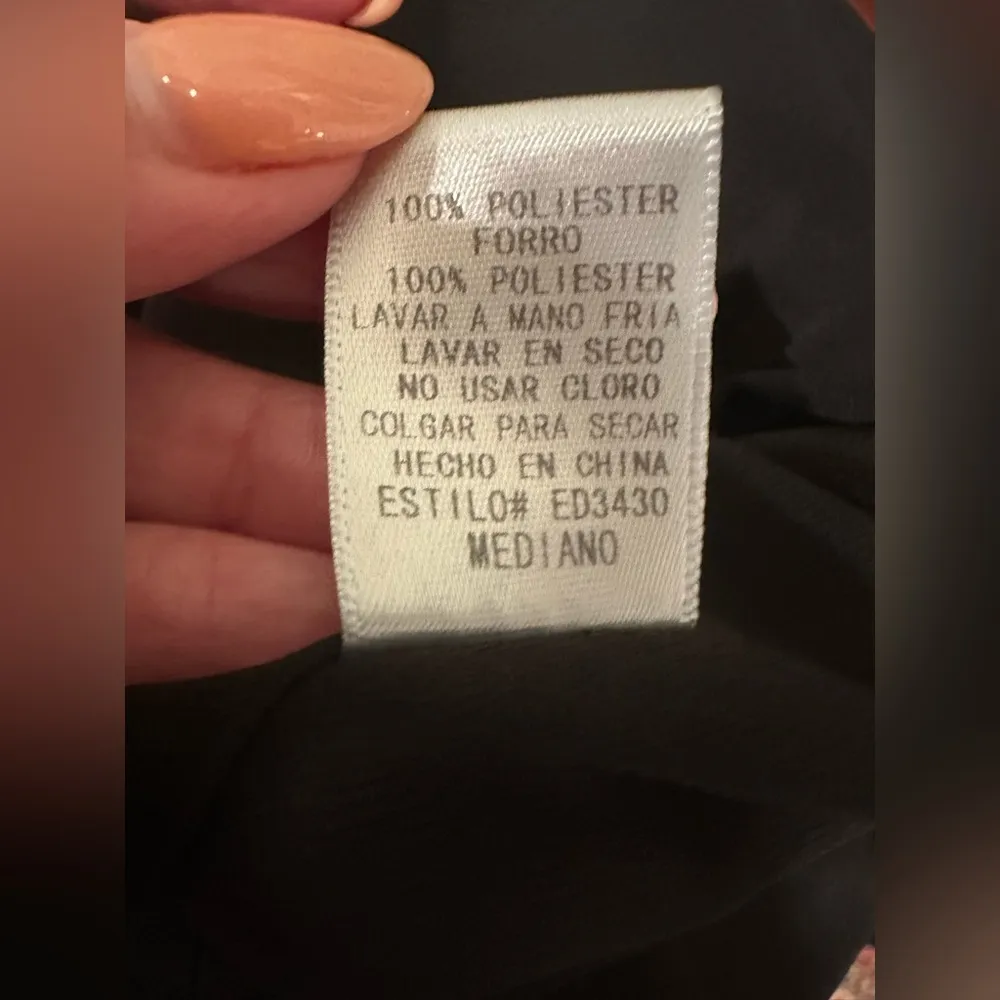 100% POLIESTER
FORRO
100% POLIESTER
LAVAR A MANO FRIA
LAVAR EN SECO
NO USAR CLORO
COLGAR PARA SECAR
HECHO EN CHINA
ESTILO# ED3430
MEDIANO